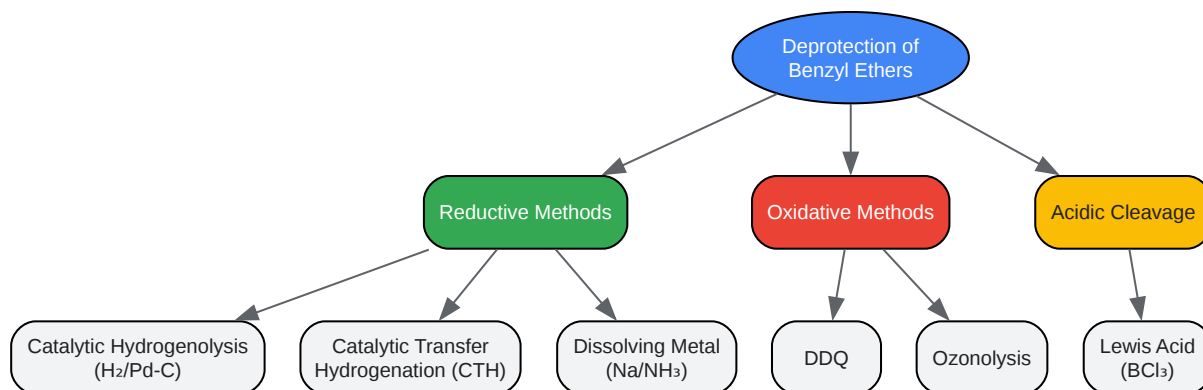 Deprotection of
Benzyl Ethers
Reductive Methods
Oxidative Methods
Acidic Cleavage
Catalytic Hydrogenolysis
(H₂/Pd-C)
Catalytic Transfer
Hydrogenation (CTH)
Dissolving Metal
(Na/NH₃)
DDQ
Ozonolysis
Lewis Acid
(BCl₃)